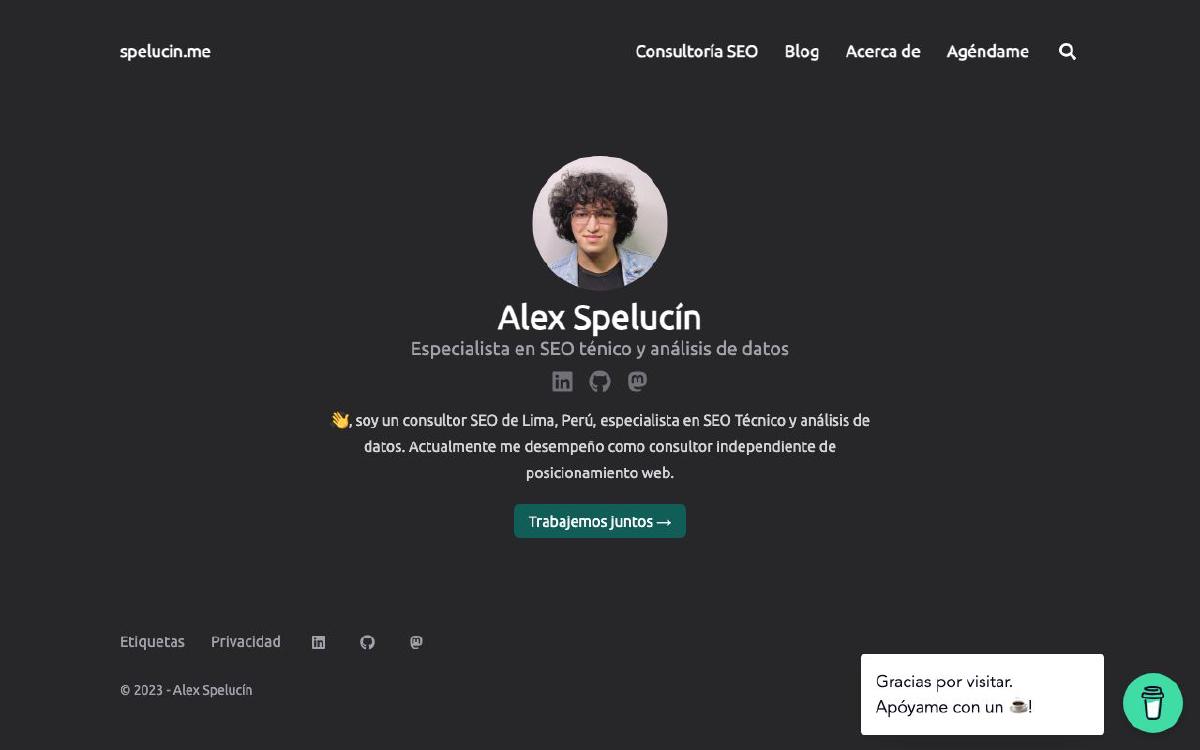 spelucin.me
Consultoría SEO Blog Acerca de Agéndame
Alex Spelucín
Especialista en SEO ténico y análisis de datos
👋, soy un consultor SEO de Lima, Perú, especialista en SEO Técnico y análisis de
datos. Actualmente me desempeño como consultor independiente de
posicionamiento web.
Trabajemos juntos →
Etiquetas Privacidad
© 2023 - Alex Spelucín
Gracias por visitar.
Apóyame con un ☕!